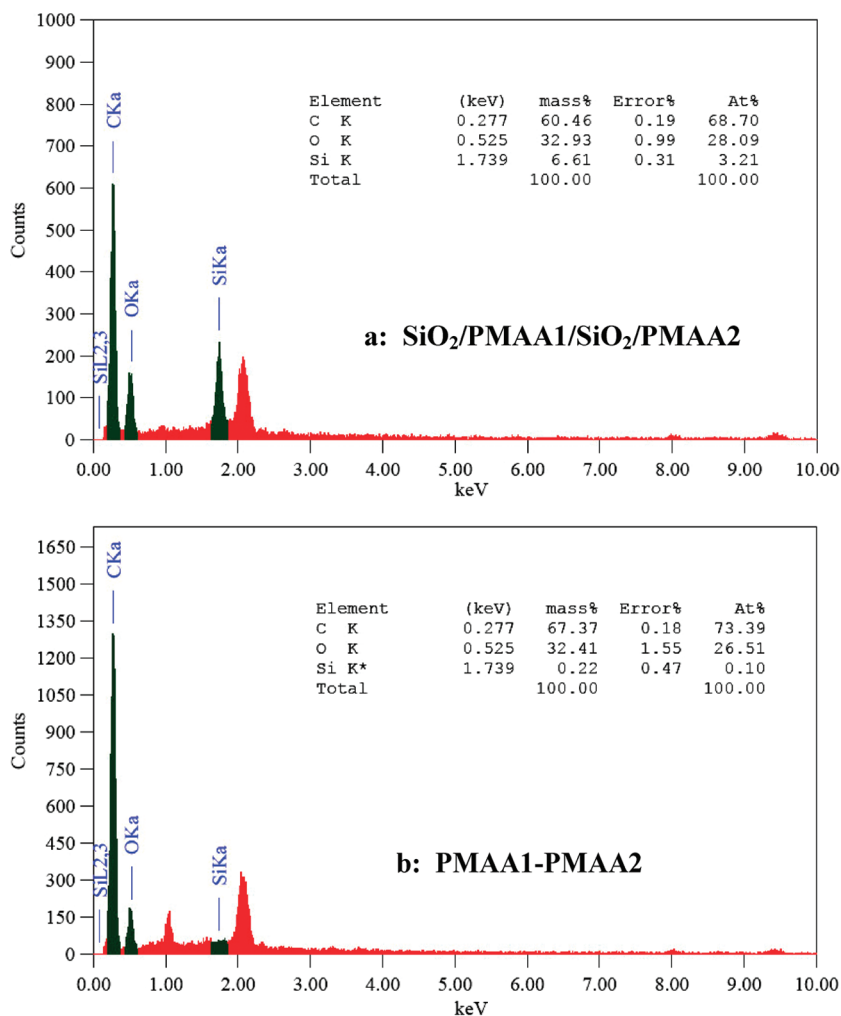 1000
900
800
700
600
500
400
300
200
100
0
Counts
SiL2,3
CKa
OKa
SiKa
Element (keV) mass% Error% At%
C K 0.277 60.46 0.19 68.70
O K 0.525 32.93 0.99 28.09
Si K 1.739 6.61 0.31 3.21
Total 100.00 100.00
a: SiO₂/PMAA1/SiO₂/PMAA2
0.00 1.00 2.00 3.00 4.00 5.00 6.00 7.00 8.00 9.00 10.00
keV
1650
1500
1350
1200
1050
900
750
600
450
300
150
0
Counts
SiL2,3
CKa
OKa
SiKa
Element (keV) mass% Error% At%
C K 0.277 67.37 0.18 73.39
O K 0.525 32.41 1.55 26.51
Si K* 1.739 0.22 0.47 0.10
Total 100.00 100.00
b: PMAA1-PMAA2
0.00 1.00 2.00 3.00 4.00 5.00 6.00 7.00 8.00 9.00 10.00
keV